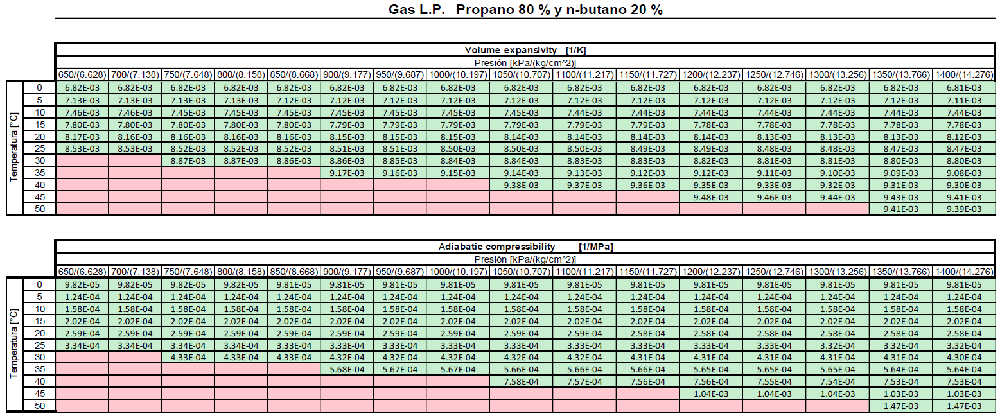 Gas L.P. Propano 80 % y n-butano 20 %
Volume expansivity [1/K]
Presión [kPa/(kg/cm^2)]
650/(6.628) 700/(7.138) 750/(7.648) 800/(8.158) 850/(8.668) 900/(9.177) 950/(9.687) 1000/(10.197) 1050/(10.707) 1100/(11.217) 1150/(11.727) 1200/(12.237) 1250/(12.746) 1300/(13.256) 1350/(13.766) 1400/(14.276)
Temperatura [°C]
0 6.82E-03 6.82E-03 6.82E-03 6.82E-03 6.82E-03 6.82E-03 6.82E-03 6.82E-03 6.82E-03 6.82E-03 6.82E-03 6.82E-03 6.82E-03 6.82E-03 6.82E-03 6.81E-03
5 7.13E-03 7.13E-03 7.13E-03 7.13E-03 7.12E-03 7.12E-03 7.12E-03 7.12E-03 7.12E-03 7.12E-03 7.12E-03 7.12E-03 7.12E-03 7.12E-03 7.12E-03 7.11E-03
10 7.46E-03 7.46E-03 7.45E-03 7.45E-03 7.45E-03 7.45E-03 7.45E-03 7.45E-03 7.45E-03 7.44E-03 7.44E-03 7.44E-03 7.44E-03 7.44E-03 7.44E-03 7.44E-03
15 7.80E-03 7.80E-03 7.80E-03 7.80E-03 7.80E-03 7.79E-03 7.79E-03 7.79E-03 7.79E-03 7.79E-03 7.79E-03 7.78E-03 7.78E-03 7.78E-03 7.78E-03 7.78E-03
20 8.17E-03 8.16E-03 8.16E-03 8.16E-03 8.16E-03 8.15E-03 8.15E-03 8.15E-03 8.14E-03 8.14E-03 8.14E-03 8.14E-03 8.13E-03 8.13E-03 8.13E-03 8.12E-03
25 8.53E-03 8.53E-03 8.52E-03 8.52E-03 8.52E-03 8.51E-03 8.51E-03 8.50E-03 8.50E-03 8.50E-03 8.49E-03 8.49E-03 8.48E-03 8.48E-03 8.47E-03 8.47E-03
30 8.87E-03 8.87E-03 8.86E-03 8.86E-03 8.85E-03 8.84E-03 8.84E-03 8.83E-03 8.83E-03 8.82E-03 8.81E-03 8.81E-03 8.80E-03 8.80E-03
35 9.17E-03 9.16E-03 9.15E-03 9.14E-03 9.13E-03 9.12E-03 9.12E-03 9.11E-03 9.10E-03 9.09E-03 9.08E-03
40 9.38E-03 9.37E-03 9.36E-03 9.35E-03 9.33E-03 9.32E-03 9.31E-03 9.30E-03
45 9.48E-03 9.46E-03 9.44E-03 9.43E-03 9.41E-03
50 9.41E-03 9.39E-03
Adiabatic compressibility [1/MPa]
Presión [kPa/(kg/cm^2)]
650/(6.628) 700/(7.138) 750/(7.648) 800/(8.158) 850/(8.668) 900/(9.177) 950/(9.687) 1000/(10.197) 1050/(10.707) 1100/(11.217) 1150/(11.727) 1200/(12.237) 1250/(12.746) 1300/(13.256) 1350/(13.766) 1400/(14.276)
Temperatura [°C]
0 9.82E-05 9.82E-05 9.82E-05 9.82E-05 9.81E-05 9.81E-05 9.81E-05 9.81E-05 9.81E-05 9.81E-05 9.81E-05 9.81E-05 9.81E-05 9.81E-05 9.81E-05 9.81E-05
5 1.24E-04 1.24E-04 1.24E-04 1.24E-04 1.24E-04 1.24E-04 1.24E-04 1.24E-04 1.24E-04 1.24E-04 1.24E-04 1.24E-04 1.24E-04 1.24E-04 1.24E-04 1.24E-04
10 1.58E-04 1.58E-04 1.58E-04 1.58E-04 1.58E-04 1.58E-04 1.58E-04 1.58E-04 1.58E-04 1.58E-04 1.58E-04 1.58E-04 1.58E-04 1.58E-04 1.58E-04 1.58E-04
15 2.02E-04 2.02E-04 2.02E-04 2.02E-04 2.02E-04 2.02E-04 2.02E-04 2.02E-04 2.02E-04 2.02E-04 2.02E-04 2.02E-04 2.02E-04 2.02E-04 2.02E-04 2.02E-04
20 2.59E-04 2.59E-04 2.59E-04 2.59E-04 2.59E-04 2.59E-04 2.59E-04 2.59E-04 2.59E-04 2.59E-04 2.58E-04 2.58E-04 2.58E-04 2.58E-04 2.58E-04 2.58E-04
25 3.34E-04 3.34E-04 3.34E-04 3.34E-04 3.33E-04 3.33E-04 3.33E-04 3.33E-04 3.33E-04 3.33E-04 3.33E-04 3.33E-04 3.33E-04 3.32E-04 3.32E-04 3.32E-04
30 4.33E-04 4.33E-04 4.33E-04 4.32E-04 4.32E-04 4.32E-04 4.32E-04 4.32E-04 4.31E-04 4.31E-04 4.31E-04 4.31E-04 4.31E-04 4.30E-04
35 5.68E-04 5.67E-04 5.67E-04 5.66E-04 5.66E-04 5.66E-04 5.65E-04 5.65E-04 5.65E-04 5.64E-04 5.64E-04
40 7.58E-04 7.57E-04 7.56E-04 7.56E-04 7.55E-04 7.54E-04 7.53E-04 7.53E-04
45 1.04E-03 1.04E-03 1.04E-03 1.03E-03 1.03E-03
50 1.47E-03 1.47E-03